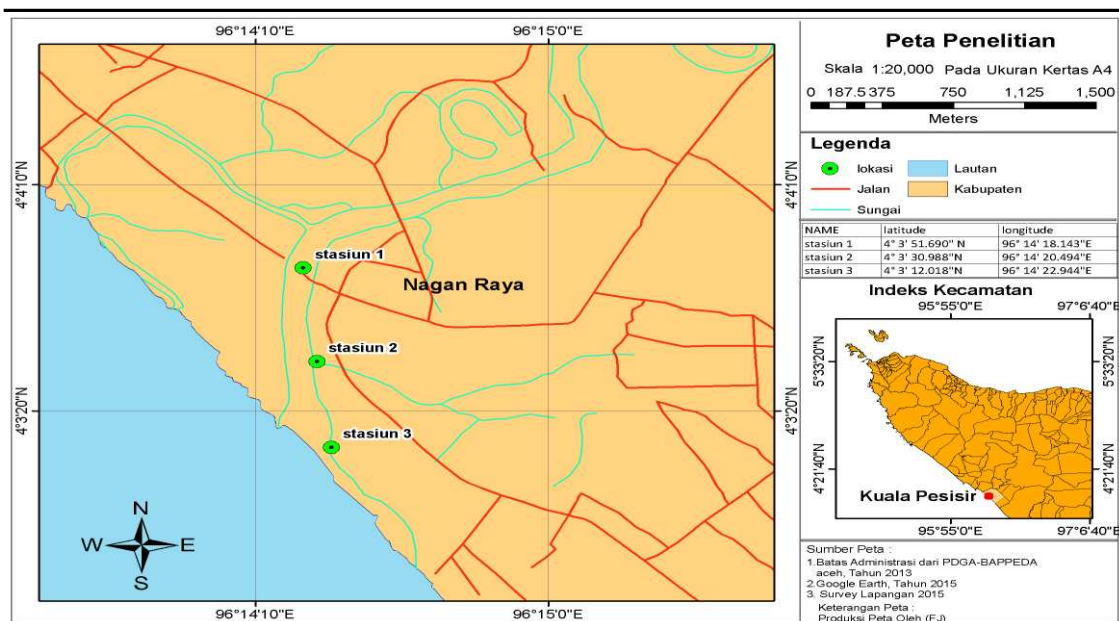 96°14'10"E 96°15'0"E
4°4'10"N 4°4'10"N
stasiun 1
Nagan Raya
stasiun 2
4°3'20"N 4°3'20"N
stasiun 3
N
W E
S
96°14'10"E 96°15'0"E
Peta Penelitian
Skala 1:20,000 Pada Ukuran Kertas A4
0 187.5 375 750 1,125 1,500
Meters
Legenda
lokasi Lautan
Jalan Kabupaten
Sungai
NAME latitude longitude
stasiun 1 4° 3' 51.690" N 96° 14' 18.143"E
stasiun 2 4° 3' 30.988"N 96° 14' 20.494"E
stasiun 3 4° 3' 12.018"N 96° 14' 22.944"E
Indeks Kecamatan
95°55'0"E 97°6'40"E
5°33'20"N 5°33'20"N
4°21'40"N 4°21'40"N
Kuala Pesisir
95°55'0"E 97°6'40"E
Sumber Peta :
1.Batas Administrasi dari PDGA-BAPPEDA
aceh, Tahun 2013
2.Google Earth, Tahun 2015
3. Survey Lapangan 2015
Keterangan Peta :
Produksi Peta Oleh (FJ)